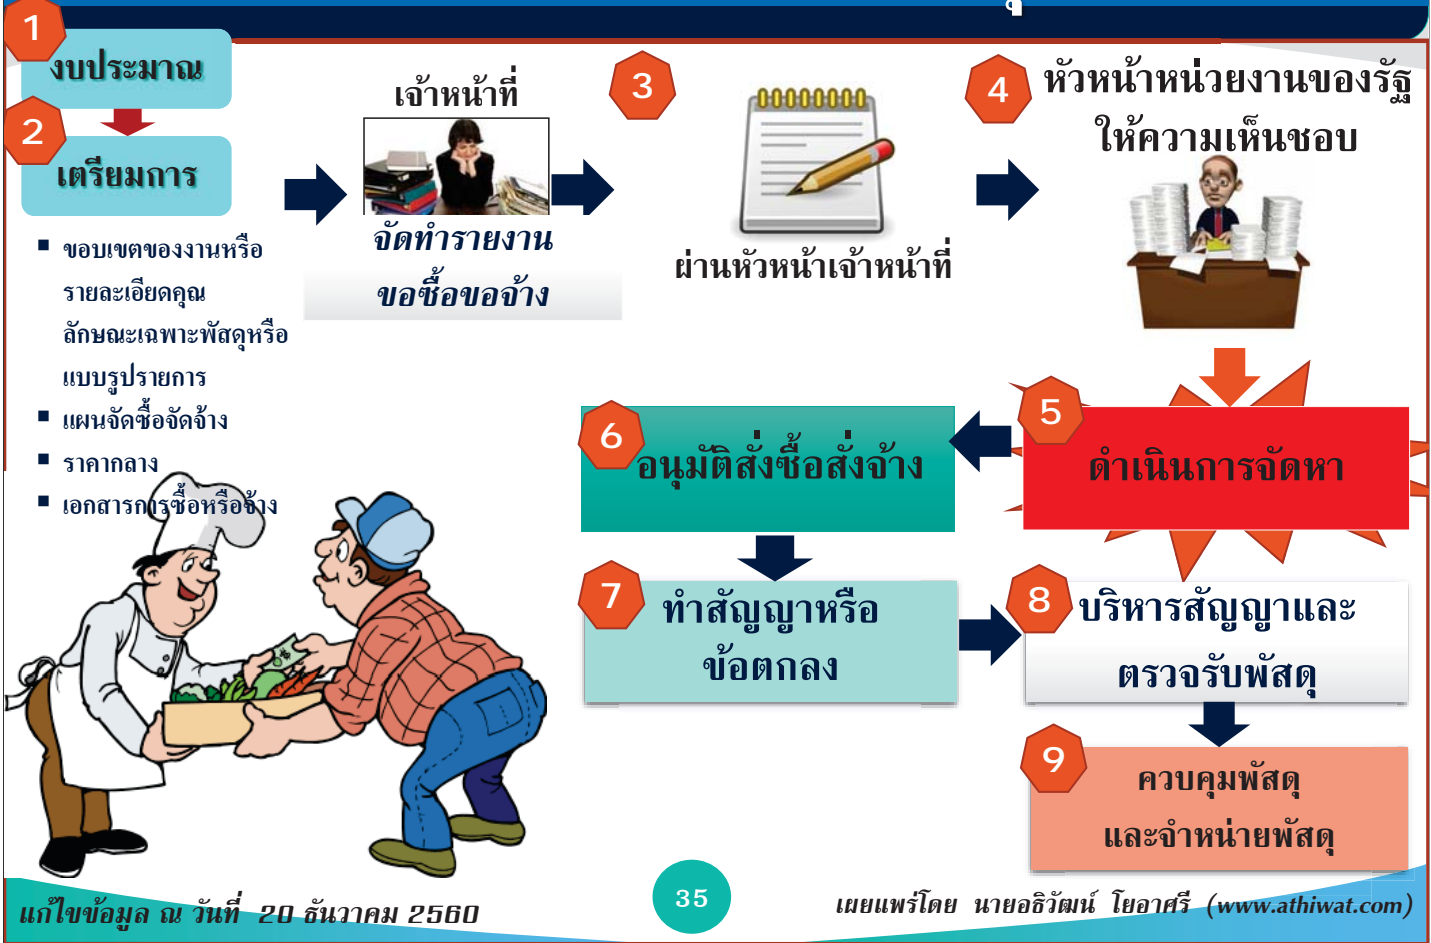 1
งบประมาณ
2
เตรียมการ
▪ ขอบเขตของงานหรือ
รายละเอียดคุณ
ลักษณะเฉพาะพัสดุหรือ
แบบรูปรายการ
▪ แผนจัดซื้อจัดจ้าง
▪ ราคากลาง
▪ เอกสารการซื้อหรือจ้าง
เจ้าหน้าที่
จัดทำรายงาน
ขอซื้อขอจ้าง
3
ผ่านหัวหน้าเจ้าหน้าที่
4
หัวหน้าหน่วยงานของรัฐ
ให้ความเห็นชอบ
5
ดำเนินการจัดหา
6
อนุมัติสั่งซื้อสั่งจ้าง
7
ทำสัญญาหรือ
ข้อตกลง
8
บริหารสัญญาและ
ตรวจรับพัสดุ
9
ควบคุมพัสดุ
และจำหน่ายพัสดุ
แก้ไขข้อมูล ณ วันที่ 20 ธันวาคม 2560
35
เผยแพร่โดย นายอธิวัฒน์ โยอาศรี (www.athiwat.com)